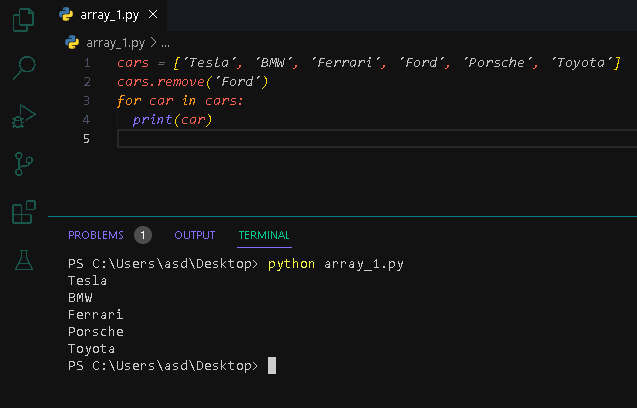 array_1.py ×
array_1.py > ...
1 cars = ['Tesla', 'BMW', 'Ferrari', 'Ford', 'Porsche', 'Toyota']
2 cars.remove('Ford')
3 for car in cars:
4 print(car)
5
PROBLEMS 1 OUTPUT TERMINAL
PS C:\Users\asd\Desktop> python array_1.py
Tesla
BMW
Ferrari
Porsche
Toyota
PS C:\Users\asd\Desktop>